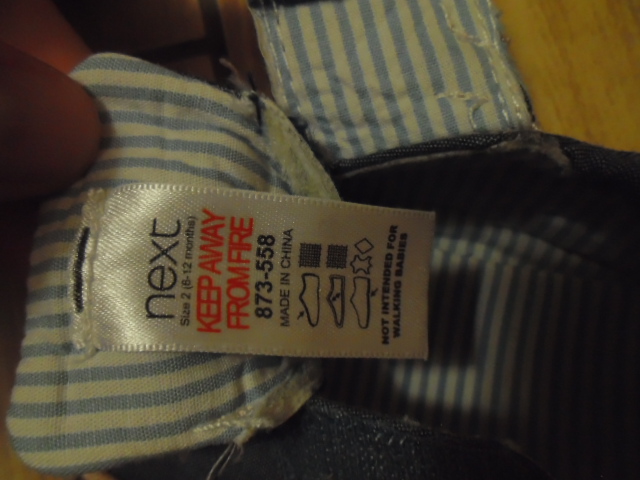 next
Size 2 (6-12 months)
KEEP AWAY
FROM FIRE
873-558
MADE IN CHINA
NOT INTENDED FOR
WALKING BABIES